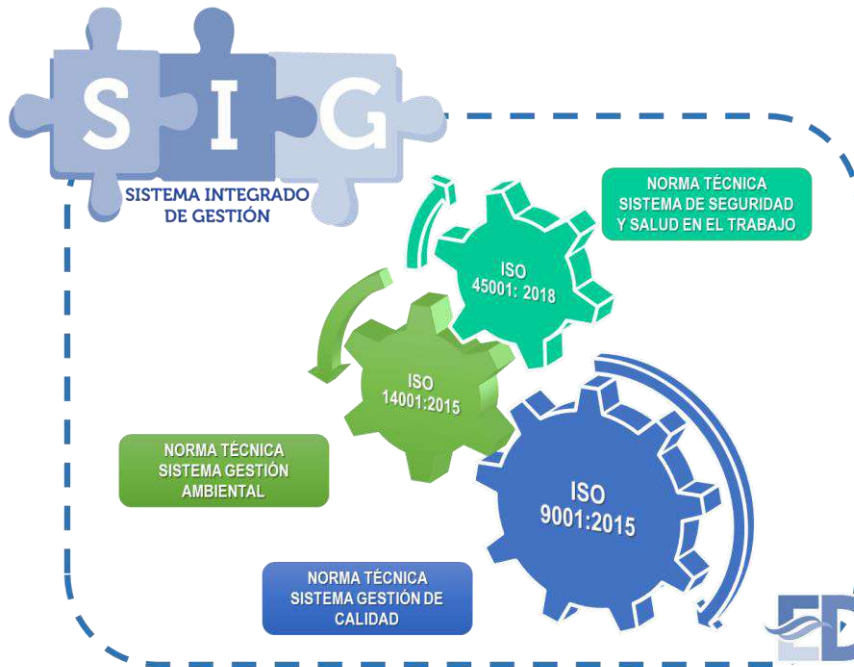 SIG
SISTEMA INTEGRADO
DE GESTIÓN
NORMA TÉCNICA
SISTEMA DE SEGURIDAD
Y SALUD EN EL TRABAJO
ISO
45001: 2018
ISO
14001:2015
NORMA TÉCNICA
SISTEMA GESTIÓN
AMBIENTAL
ISO
9001:2015
NORMA TÉCNICA
SISTEMA GESTIÓN DE
CALIDAD